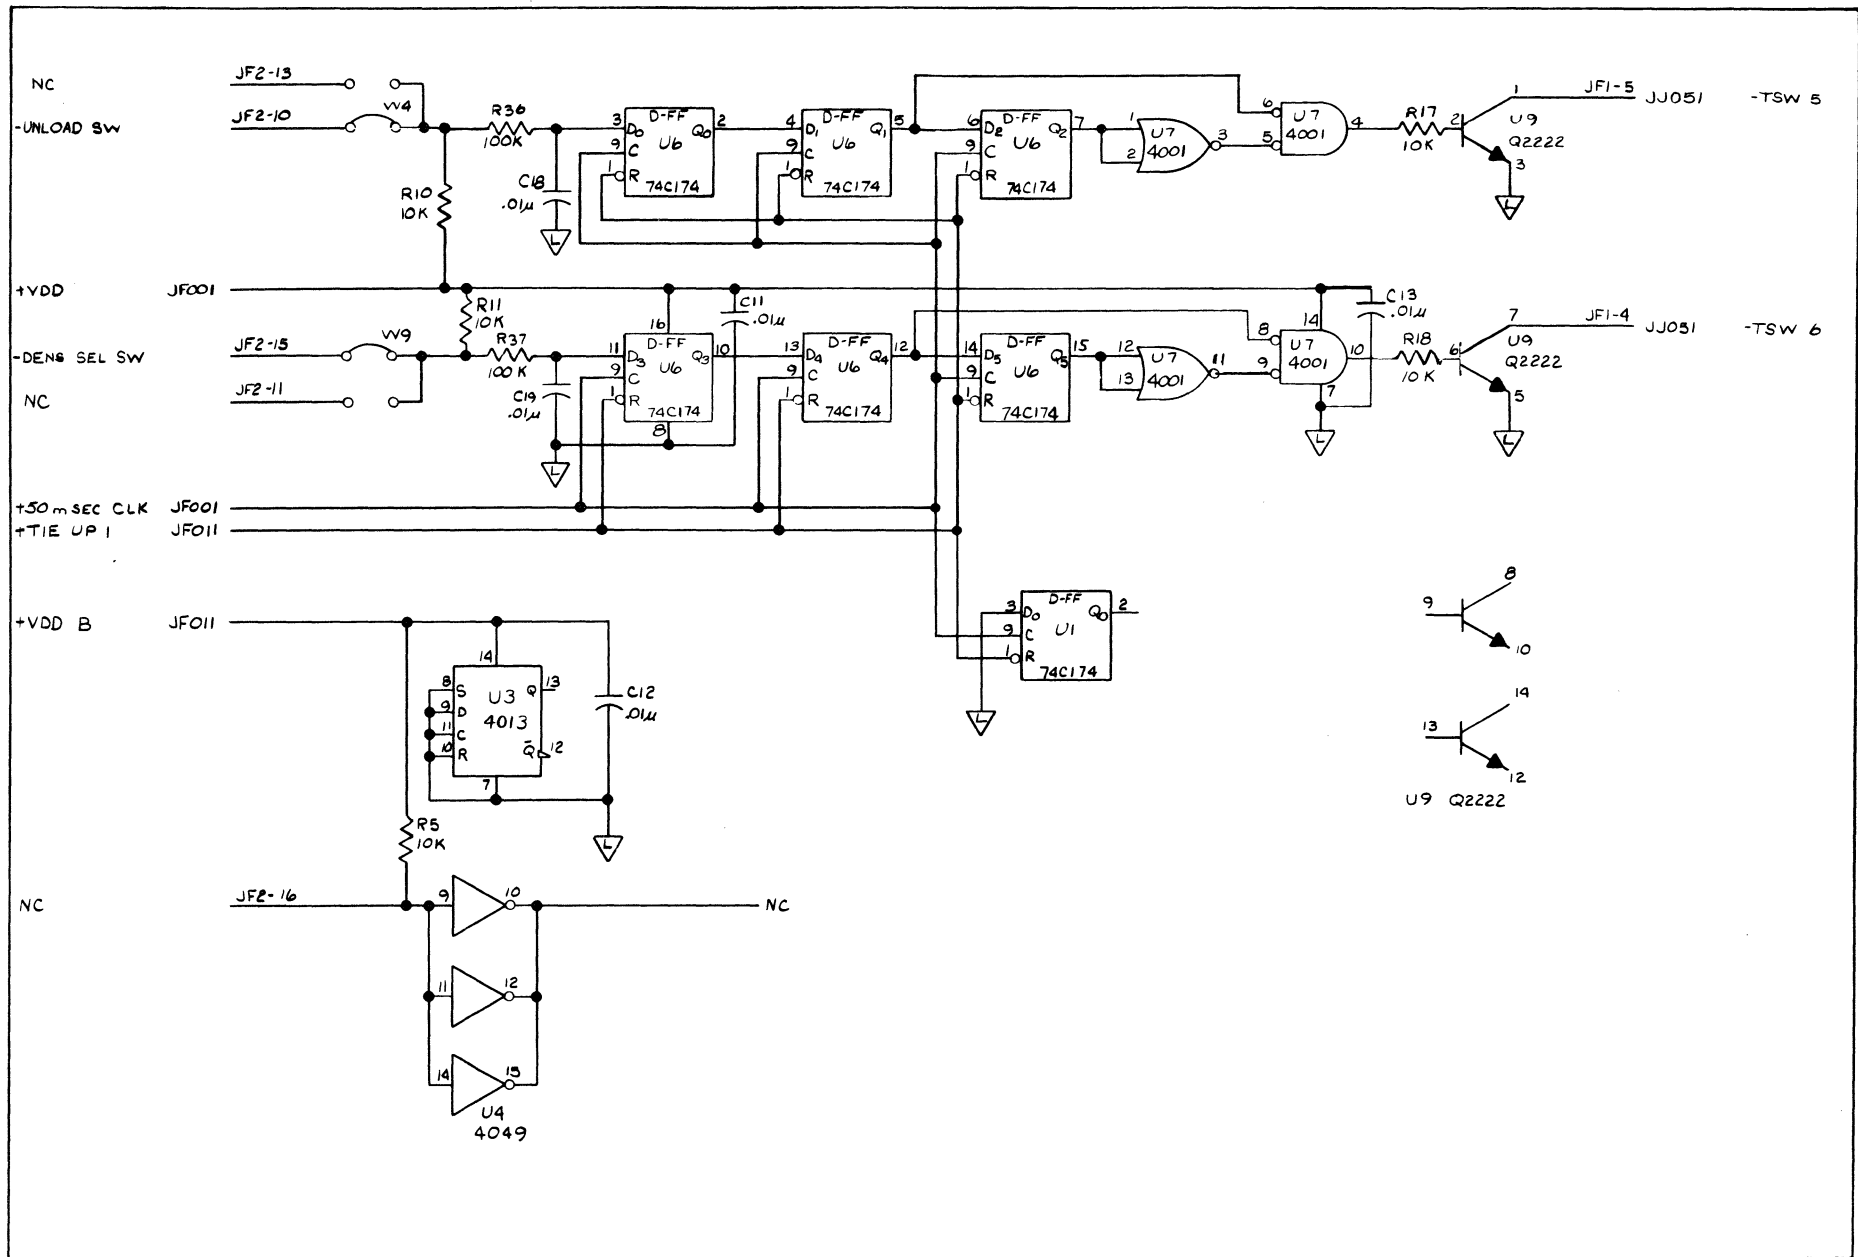 NC JF2-13
-UNLOAD SW JF2-10 W4
R36
100K
R10
10K
C18
.01µ
3 D0 D-FF Q0 2
9 C U6
1 R 74C174
4 D1 D-FF Q1 5
9 C U6
1 R 74C174
6 D2 D-FF Q2 7
9 C U6
1 R 74C174
1 U7 3
2 4001
6 U7 4
5 4001
R17
10K
1
2 U9
Q2222
3
JF1-5 JJ051 -TSW 5
L
L
+VDD JF001
R11
10K
W9
-DENS SEL SW JF2-15
R37
100K
NC JF2-11
C19
.01µ
C11
.01µ
16
11 D3 D-FF Q3 10
9 C U6
1 R 74C174
8
13 D4 D-FF Q4 12
9 C U6
1 R 74C174
14 D5 D-FF Q5 15
9 C U6
1 R 74C174
12 U7 11
13 4001
14
8 U7 10
9 4001
7
C13
.01µ
R18
10K
7
6 U9
Q2222
5
JF1-4 JJ051 -TSW 6
L
L
L
+50 mSEC CLK JF001
+TIE UP 1 JF011
3 D0 D-FF Q0 2
9 C U1
1 R 74C174
L
8
9
10
14
13
12
U9 Q2222
+VDD B JF011
14
8 S U3 Q 13
9 D 4013
11 C
10 R Q̅ 12
7
C12
.01µ
L
R5
10K
NC JF2-16 9 10 NC
11 12
14 15
U4
4049